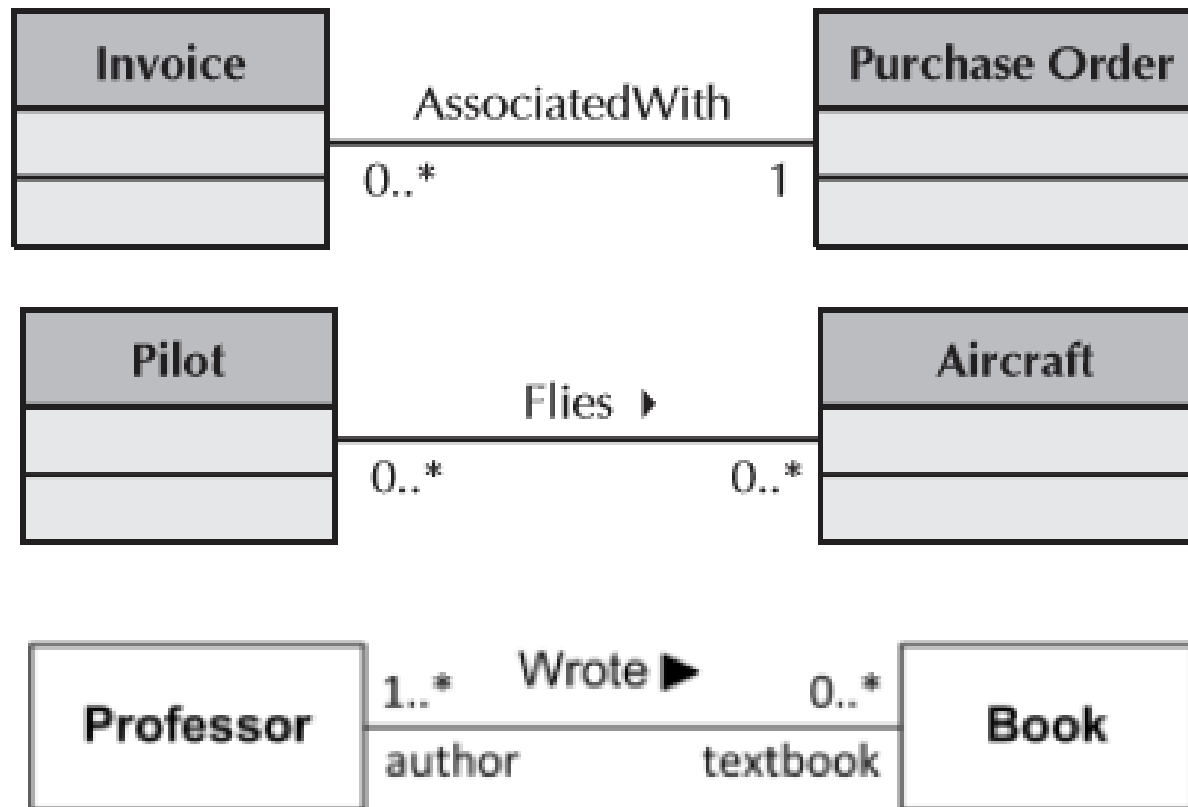 Invoice
Purchase Order
AssociatedWith
0..*
1
Pilot
Aircraft
Flies
0..*
0..*
Wrote
1..*
0..*
Professor
Book
author
textbook